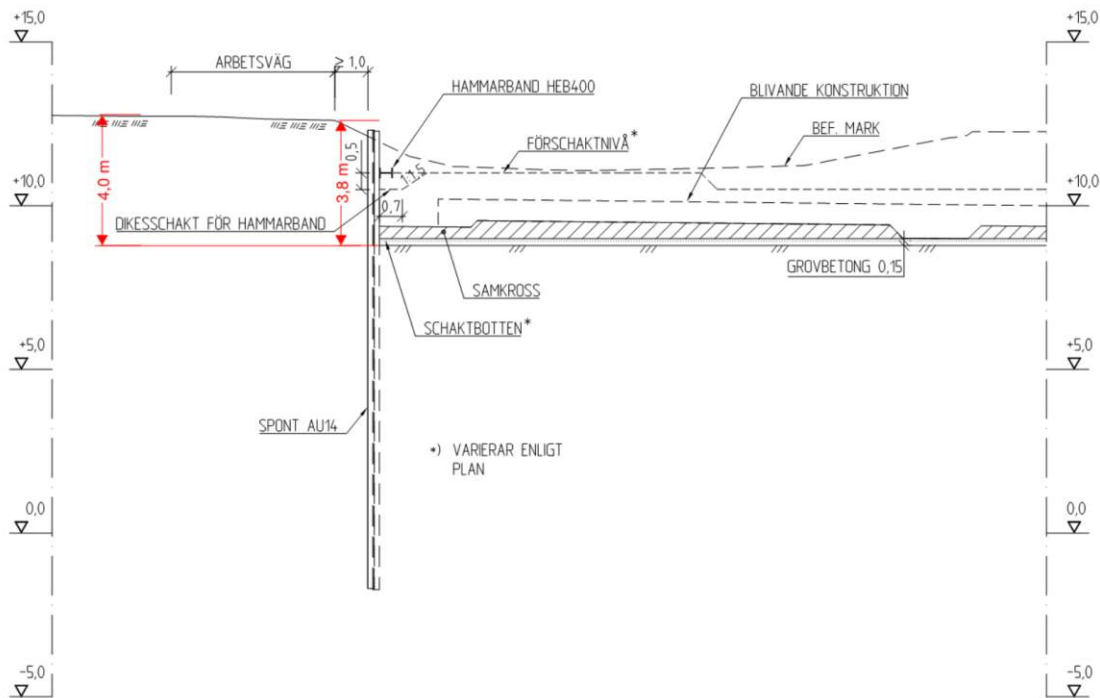 +15,0
+15,0
ARBETSVÄG
≥ 1,0
HAMMARBAND HEB400
BLIVANDE KONSTRUKTION
FÖRSCHAKTNIVÅ*
BEF. MARK
0,5
1:1,5
4,0 m
3,8 m
+10,0
+10,0
0,7
DIKESSCHAKT FÖR HAMMARBAND
GROVBETONG 0,15
SAMKROSS
SCHAKTBOTTEN*
+5,0
+5,0
SPONT AU14
*) VARIERAR ENLIGT
PLAN
0,0
0,0
-5,0
-5,0